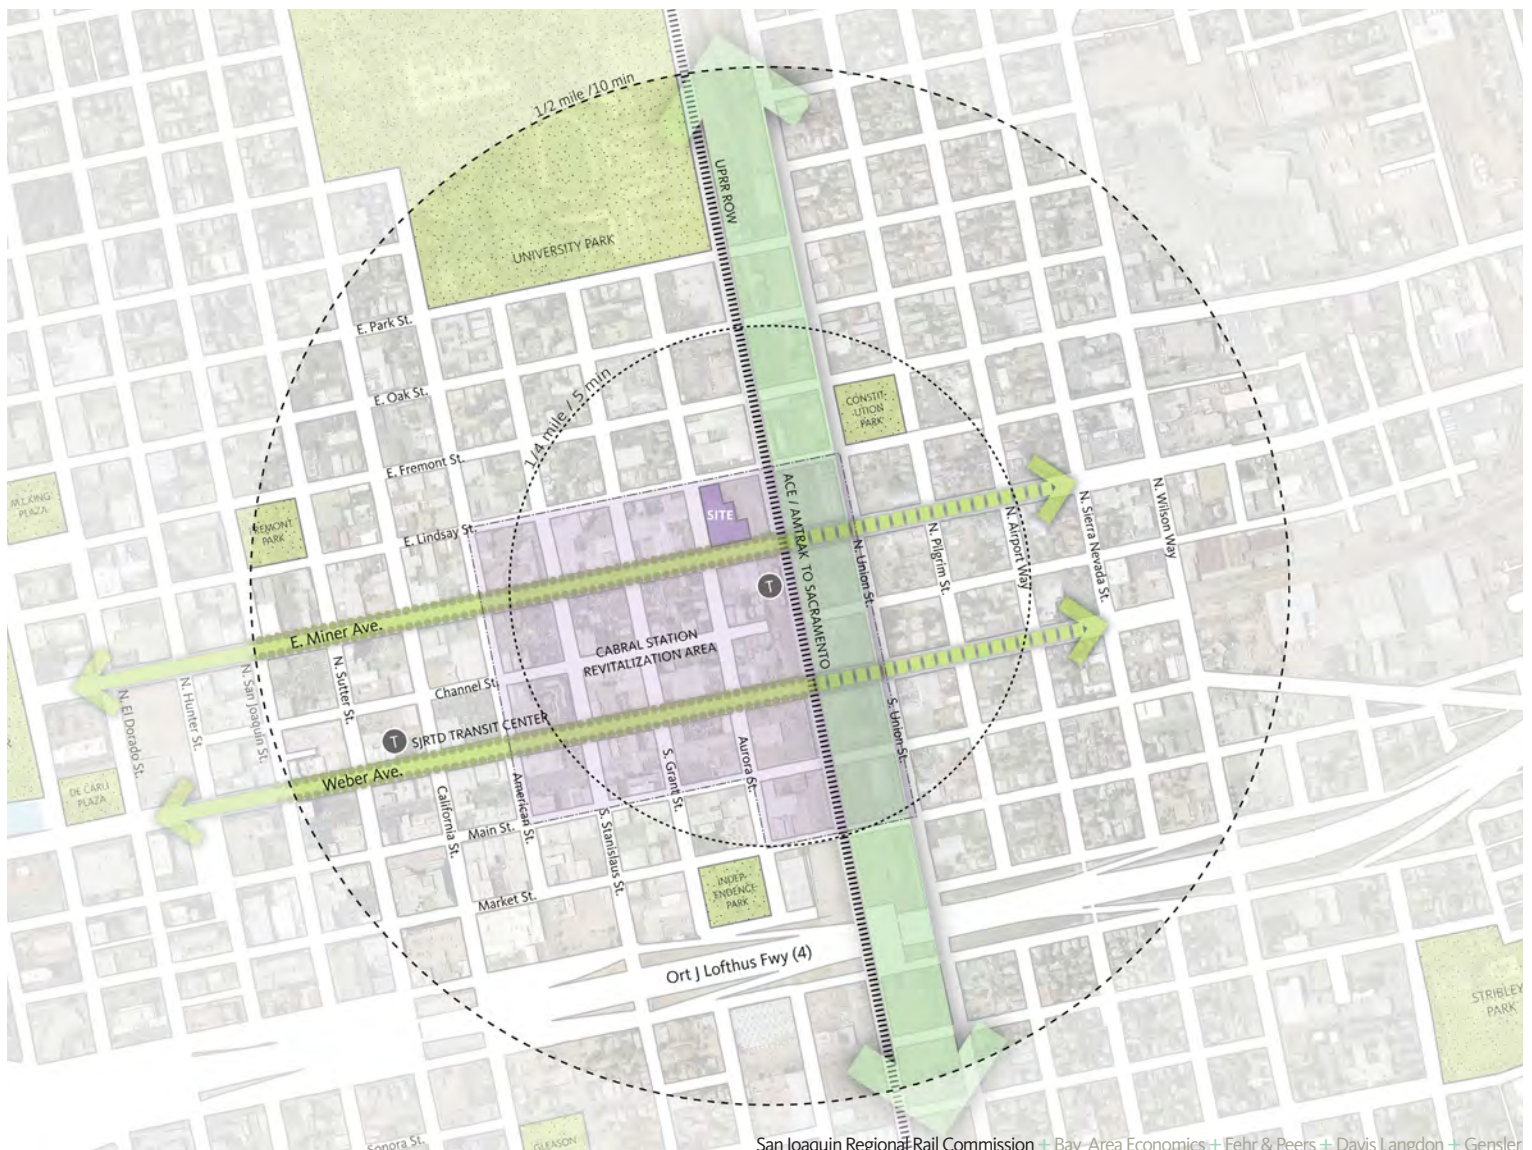 1/2 mile /10 min
UPRR ROW
UNIVERSITY PARK
E. Park St.
E. Oak St.
1/4 mile / 5 min
CONSTIT-
UTION
PARK
E. Fremont St.
PLAZA
FREMONT
PARK
E. Lindsay St.
SITE
ACE / AMTRAK TO SACRAMENTO
N. Union St.
N. Pilgrim St.
N. Airport Way
N. Sierra Nevada St.
N. Wilson Way
T
E. Miner Ave.
CABRAL STATION
REVITALIZATION AREA
N. El Dorado St.
N. Hunter St.
N. San Joaquin St.
N. Sutter St.
Channel St.
T SJRTD TRANSIT CENTER
S. Union St.
DE CARLI
PLAZA
Weber Ave.
California St.
American St.
S. Stanislaus St.
S. Grant St.
Aurora St.
Main St.
Market St.
INDEP-
ENDENCE
PARK
Ort J Lofthus Fwy (4)
STRIBLEY
PARK
Sonora St.
GLEASON
San Joaquin Regional Rail Commission + Bay Area Economics + Fehr & Peers + Davis Langdon + Gensler